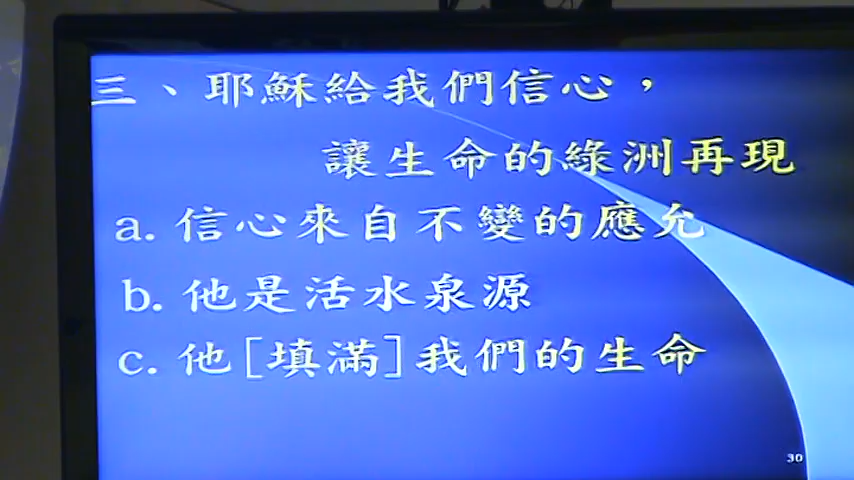 三、耶穌給我們信心，
讓生命的綠洲再現
a. 信心來自不變的應允
b. 他是活水泉源
c. 他[填滿]我們的生命
30